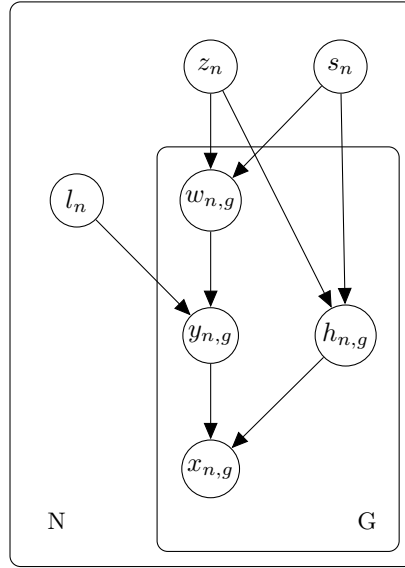 z_n s_n
l_n w_{n,g}
y_{n,g} h_{n,g}
x_{n,g}
N G